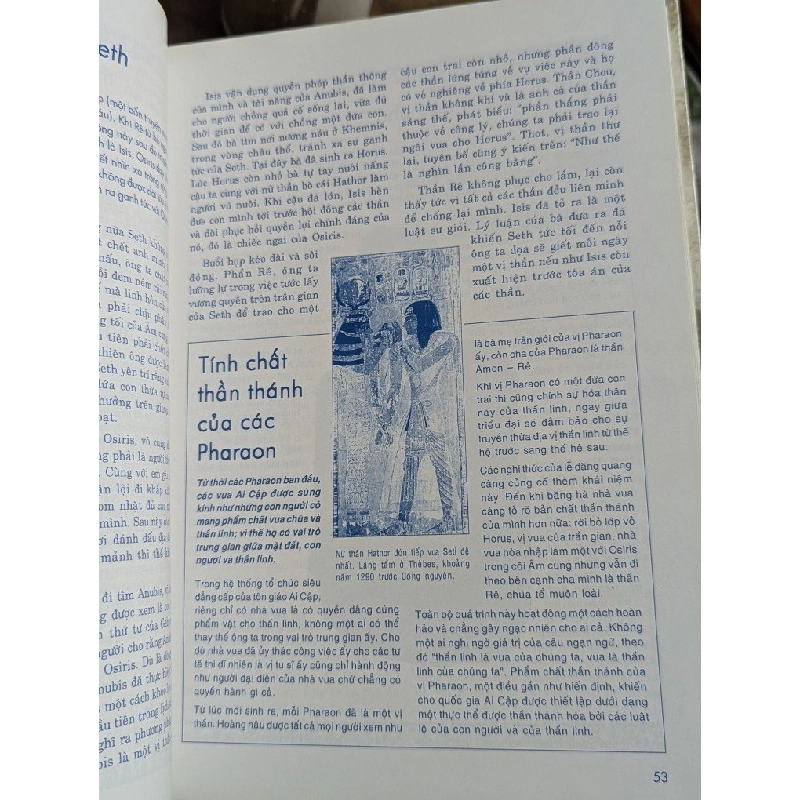 Seth
Isis vận dụng quyền pháp thần thông
của mình và tài năng của Anubis, đã làm
cho người chồng quá cố sống lại, vừa đủ
thời gian để có với chồng một đứa con.
Sau đó bà tìm nơi nương náu ở Khemnis,
trong vùng châu thổ, tránh xa sự ganh
tức của Seth. Tại đây bà đã sinh ra Horus.
Lúc Horus còn nhỏ bà tự tay nuôi nấng
cậu ta cùng với nữ thần bò cái Hathor làm
người vú nuôi. Khi cậu đã lớn, Isis bèn
đưa con mình tới trước hội đồng các thần
và đòi phục hồi quyền lợi chính đáng của
nó, đó là chiếc ngai của Osiris.
Buổi họp kéo dài và sôi
động. Phần Rê, ông ta
lưỡng lự trong việc tước lấy
vương quyền trên trần gian
của Seth để trao cho một
cậu con trai còn nhỏ, nhưng phần đông
các thần lúng túng về vụ việc này và họ
có vẻ nghiêng về phía Horus. Thần Chou,
vị thần không khí và là anh cả của thần
sáng thế, phát biểu: "phần thắng phải
thuộc về công lý, chúng ta phải trao lại
ngôi vua cho Horus". Thot, vị thần thư
lại, tuyên bố cùng ý kiến trên: "Như thế
là nghìn lần công bằng".
Thần Rê không phục cho lắm, lại còn
thấy tức vì tất cả các thần đều liên minh
để chống lại mình. Isis đã tỏ ra là một
luật sư giỏi. Lý luận của bà đưa ra đã
khiến Seth tức tối đến nỗi
ông ta dọa sẽ giết mỗi ngày
một vị thần nếu như Isis còn
xuất hiện trước tòa án của
các thần.
Tính chất
thần thánh
của các
Pharaon
Từ thời các Pharaon ban đầu,
các vua Ai Cập được sung
kính như những con người có
mang phẩm chất vua chúa và
thần linh; vì thế họ có vai trò
trung gian giữa mặt đất, con
người và thần linh.
Trong hệ thống tổ chức siêu
đẳng cấp của tôn giáo Ai Cập,
riêng chỉ có nhà vua là có quyền dâng cúng
phẩm vật cho thần linh, không một ai có thể
thay thế ông ta trong vai trò trung gian ấy. Cho
dù nhà vua ủy thác công việc ấy cho các tư
tế thì dĩ nhiên là vị tu sĩ ấy cũng chỉ hành động
như người đại diện của nhà vua chứ chẳng có
quyền hành gì cả.
Từ lúc mới sinh ra, mỗi Pharaon đã là một vị
thần. Hoàng hậu được tất cả mọi người xem như
Nữ thần Hathor đón tiếp vua Seti đệ
nhất. Lăng tẩm ở Thèbes, khoảng
năm 1290 trước Công nguyên.
là bà mẹ trần giới của vị Pharaon
ấy, còn cha của Pharaon là thần
Amon – Rê
Khi vị Pharaon có một đứa con
trai thì cũng chính sự hóa thân
này của thần linh, ngay giữa
triều đại sẽ đảm bảo cho sự
truyền thừa địa vị thần linh từ thế
hệ trước sang thế hệ sau.
Các nghi thức của lễ đăng quang
càng củng cố thêm khái niệm
này. Đến khi băng hà nhà vua
càng tỏ rõ bản chất thần thánh
của mình hơn nữa: rời bỏ lớp vỏ
Horus, vị vua của trần gian, nhà
vua hòa nhập làm một với Osiris
trong cõi Âm cung nhưng vẫn đi
theo bên cạnh cha mình là thần
Rê, chúa tể muôn loài.
Toàn bộ quá trình này hoạt động một cách hoàn
hảo và chẳng gây ngạc nhiên cho ai cả. Không
một ai nghi ngờ giá trị của câu ngạn ngữ, theo
đó "thần linh là vua của chúng ta, vua là thần
linh của chúng ta". Phẩm chất thần thánh của
vị Pharaon, một điều gần như hiển định, khiến
cho quốc gia Ai Cập được thiết lập dưới dạng
một thực thể được thần thánh hóa bởi các luật
lệ của con người và của thần linh.
53